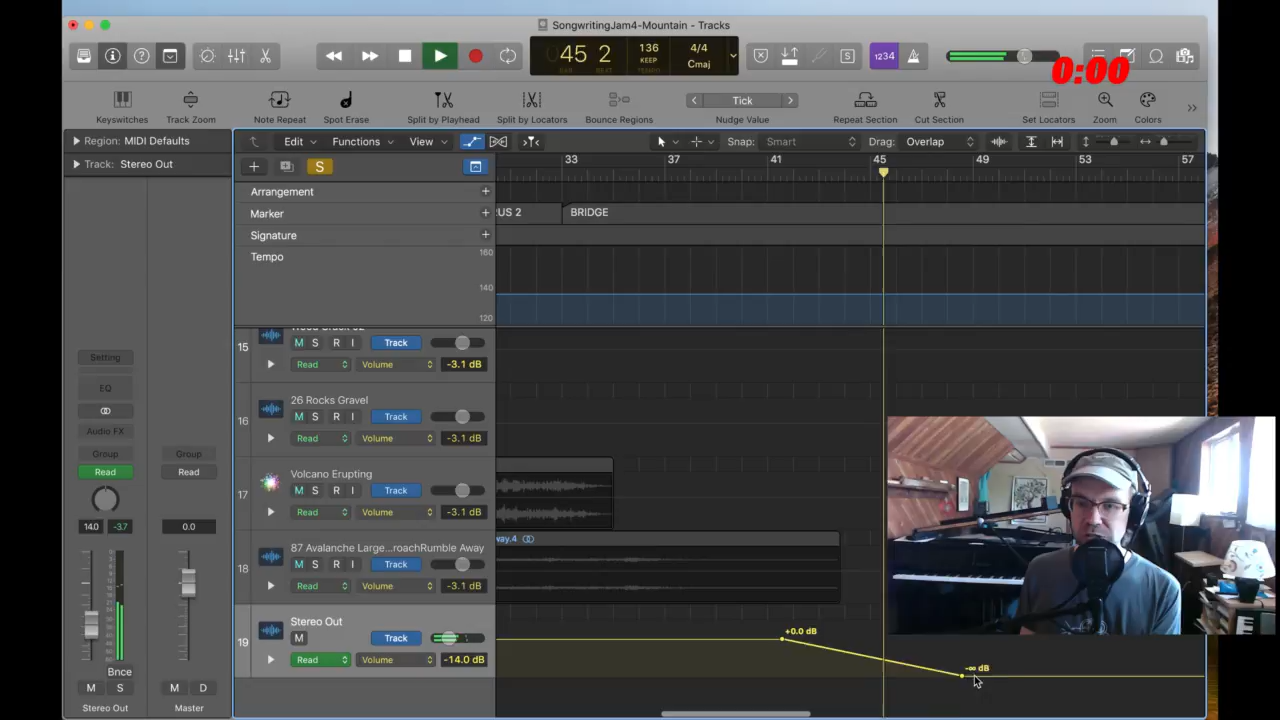 SongwritingJam4-Mountain - Tracks
45 2
BAR BEAT
136
KEEP
TEMPO
4/4
Cmaj
S
1234
0:00
Keyswitches
Track Zoom
Note Repeat
Spot Erase
Split by Playhead
Split by Locators
Bounce Regions
Tick
Nudge Value
Repeat Section
Cut Section
Set Locators
Zoom
Colors
Region: MIDI Defaults
Edit Functions View
Snap: Smart
Drag: Overlap
Track: Stereo Out
S
33 37 41 45 49 53 57
Arrangement
Marker
US 2
BRIDGE
Signature
Tempo
160
140
120
15
M S R I Track
Read Volume -3.1 dB
16
26 Rocks Gravel
M S R I Track
Read Volume -3.1 dB
17
Volcano Erupting
M S R I Track
Read Volume -3.1 dB
18
87 Avalanche Large...roachRumble Away
way.4
M S R I Track
Read Volume -3.1 dB
19
Stereo Out
M Track
Read Volume -14.0 dB
+0.0 dB
-∞ dB
Setting
EQ
Audio FX
Group Group
Read Read
14.0 -3.7 0.0
Bnce
M S M D
Stereo Out Master